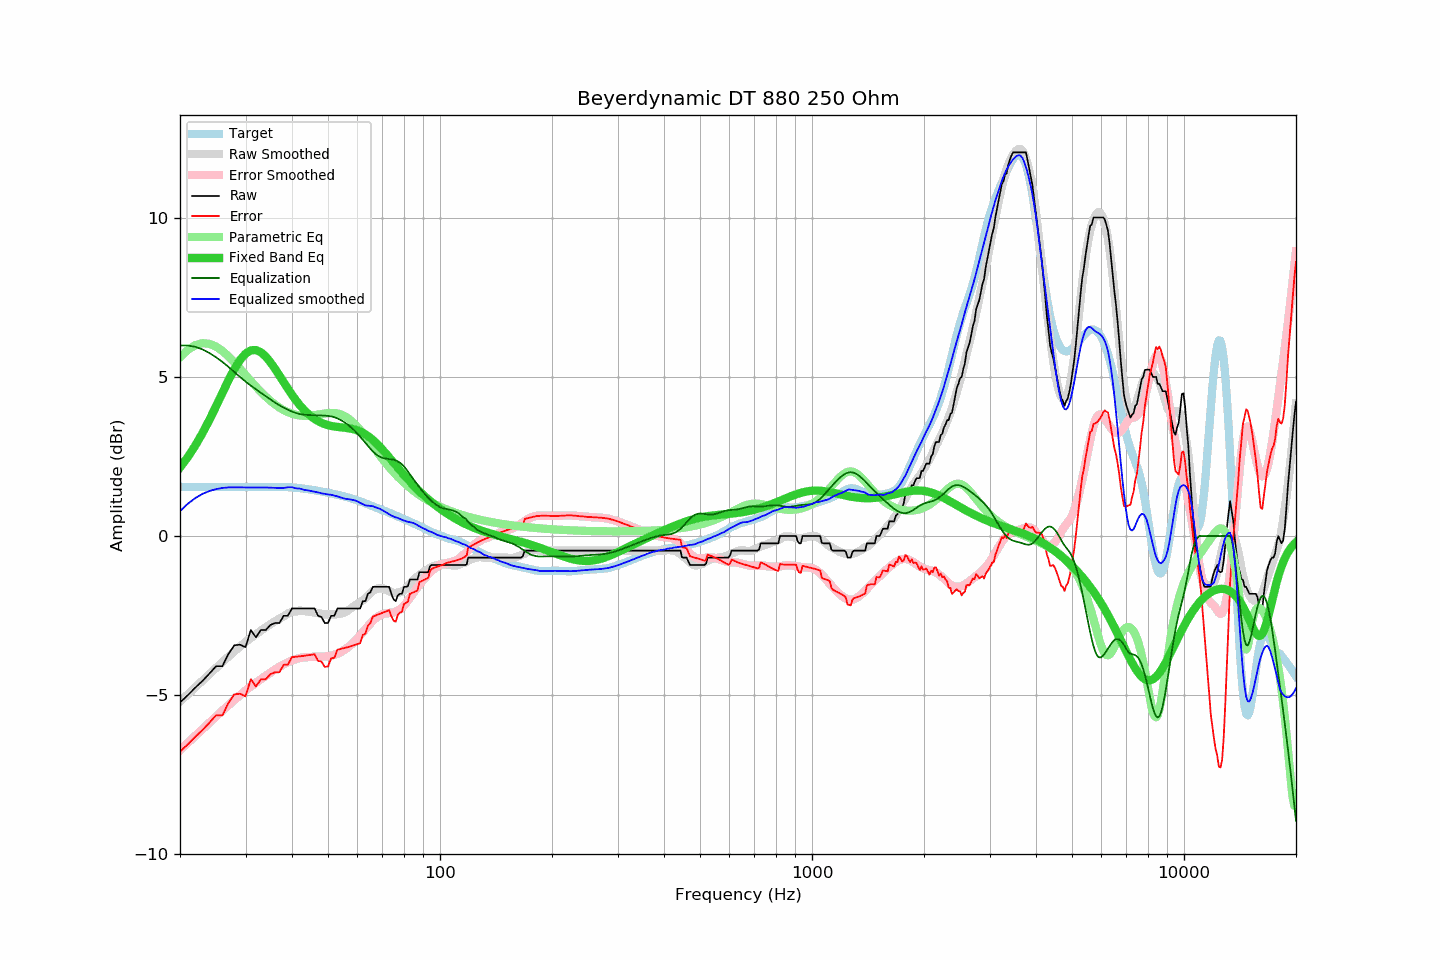 Beyerdynamic DT 880 250 Ohm
Target
Raw Smoothed
Error Smoothed
Raw
Error
Parametric Eq
Fixed Band Eq
Equalization
Equalized smoothed
Amplitude (dBr)
10
5
0
−5
−10
100 1000 10000
Frequency (Hz)